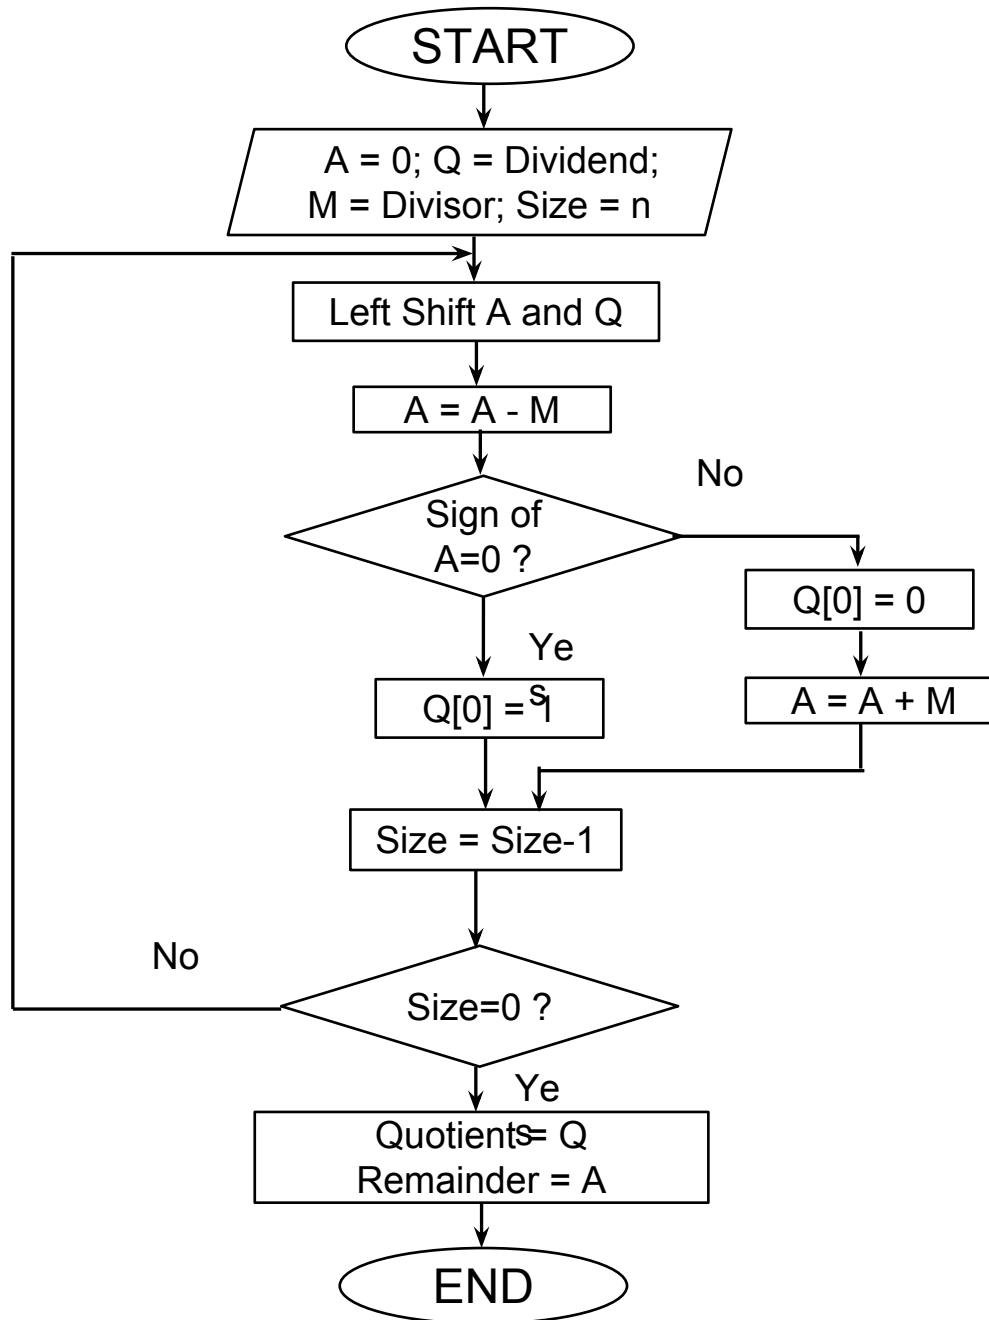 START
A = 0; Q = Dividend;
M = Divisor; Size = n
Left Shift A and Q
A = A - M
No
Sign of
A=0 ?
Q[0] = 0
Ye
s
Q[0] = 1
A = A + M
Size = Size-1
No
Size=0 ?
Ye
s
Quotient = Q
Remainder = A
END